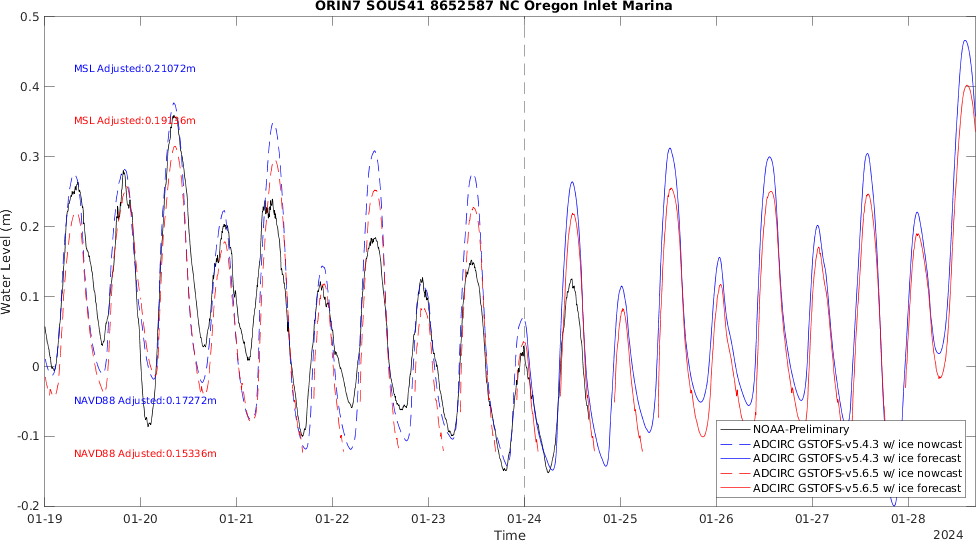 ORIN7 SOUS41 8652587 NC Oregon Inlet Marina
0.5
MSL Adjusted:0.21072m
0.4
MSL Adjusted:0.19136m
0.3
0.2
Water Level (m)
0.1
0
NAVD88 Adjusted:0.17272m
-0.1
NAVD88 Adjusted:0.15336m
-0.2
NOAA-Preliminary
ADCIRC GSTOFS-v5.4.3 w/ ice nowcast
ADCIRC GSTOFS-v5.4.3 w/ ice forecast
ADCIRC GSTOFS-v5.6.5 w/ ice nowcast
ADCIRC GSTOFS-v5.6.5 w/ ice forecast
01-19 01-20 01-21 01-22 01-23 01-24 01-25 01-26 01-27 01-28
Time
2024